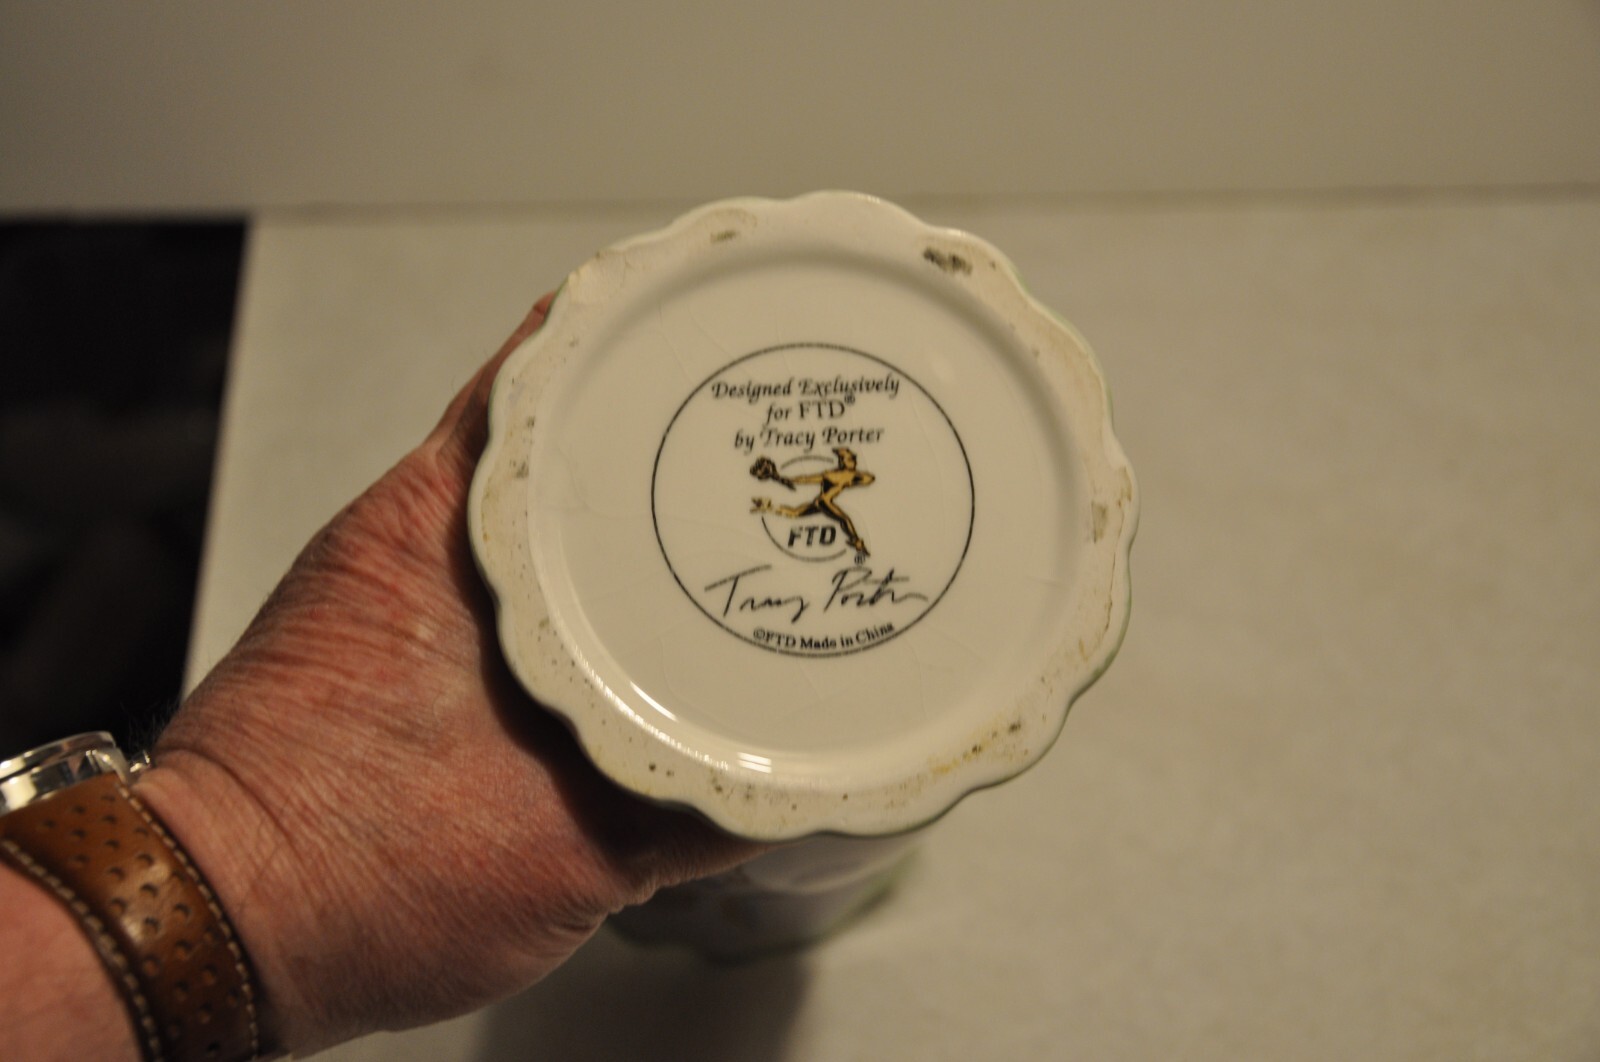 Designed Exclusively
for FTD®
by Tracy Porter
FTD
®
Tracy Porter
©FTD Made in China